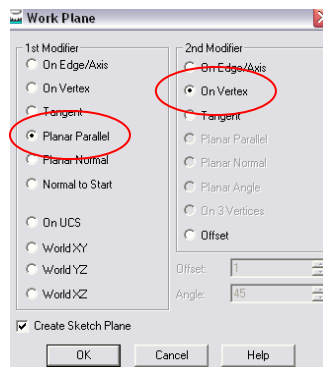 Work Plane
1st Modifier
On Edge/Axis
On Vertex
Tangent
Planar Parallel
Planar Normal
Normal to Start
On UCS
World XY
World YZ
World XZ
2nd Modifier
On Edge/Axis
On Vertex
Tangent
Planar Parallel
Planar Normal
Planar Angle
On 3 Vertices
Offset
Offset: 1
Angle: 45
Create Sketch Plane
OK Cancel Help